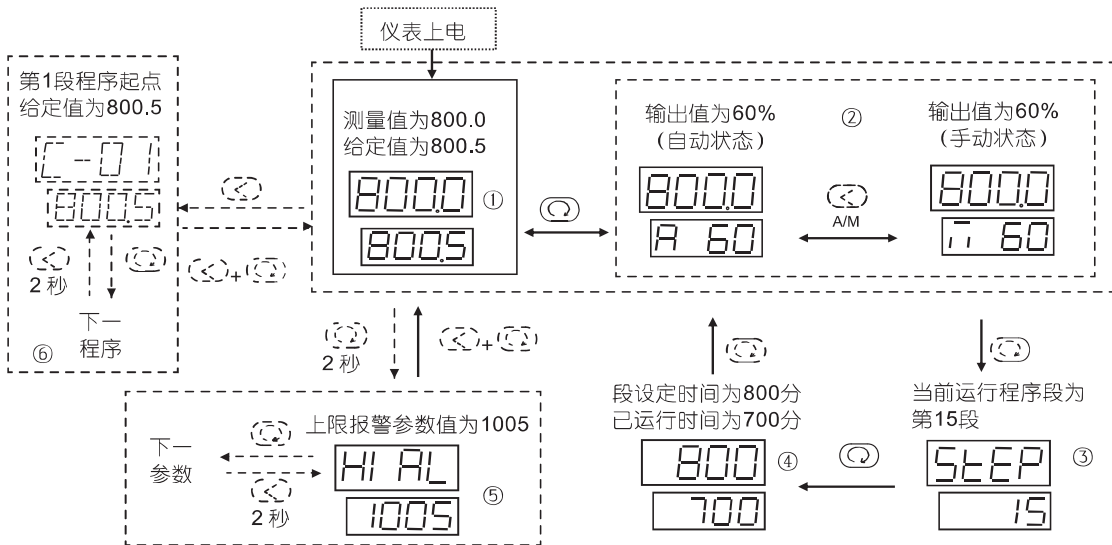 仪表上电
第1段程序起点
给定值为800.5
C-01
800.5
2 秒
下一
程序
⑥
测量值为800.0
给定值为800.5
800.0
①
800.5
+
输出值为60%
(自动状态)
②
输出值为60%
(手动状态)
800.0
A 60
A/M
800.0
M 60
2 秒
+
上限报警参数值为1005
下一
参数
HIAL
1005
⑤
2 秒
段设定时间为800分
已运行时间为700分
800
④
700
当前运行程序段为
第15段
StEP
③
15